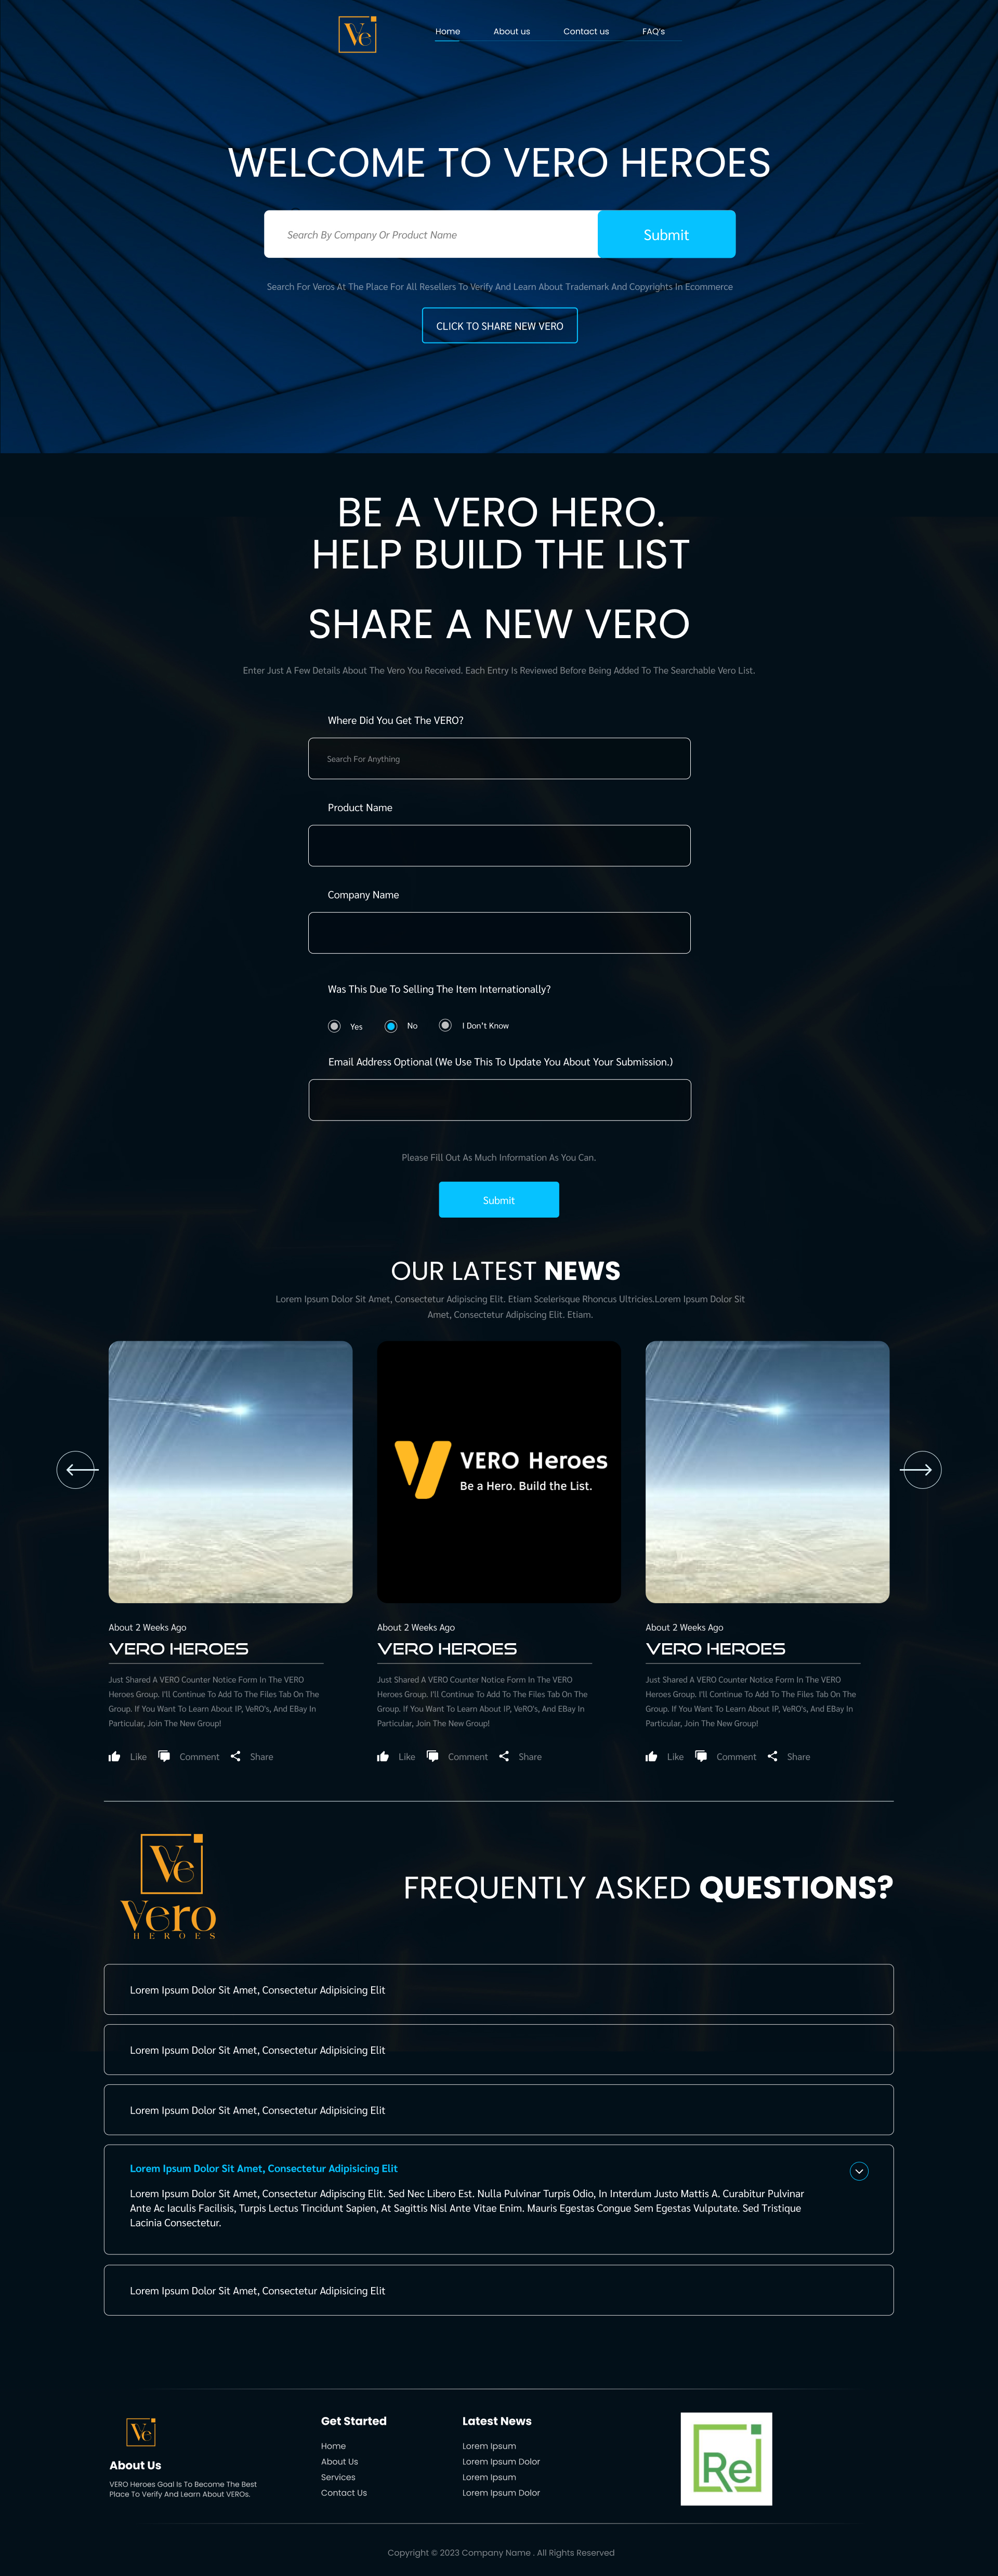 Ve
Home
About us
Contact us
FAQ's
WELCOME TO VERO HEROES
Search By Company Or Product Name
Submit
Search For Veros At The Place For All Resellers To Verify And Learn About Trademark And Copyrights In Ecommerce
CLICK TO SHARE NEW VERO
BE A VERO HERO.
HELP BUILD THE LIST
SHARE A NEW VERO
Enter Just A Few Details About The Vero You Received. Each Entry Is Reviewed Before Being Added To The Searchable Vero List.
Where Did You Get The VERO?
Search For Anything
Product Name
Company Name
Was This Due To Selling The Item Internationally?
Yes
No
I Don't Know
Email Address Optional (We Use This To Update You About Your Submission.)
Please Fill Out As Much Information As You Can.
Submit
OUR LATEST NEWS
Lorem Ipsum Dolor Sit Amet, Consectetur Adipiscing Elit. Etiam Scelerisque Rhoncus Ultricies.Lorem Ipsum Dolor Sit
Amet, Consectetur Adipiscing Elit. Etiam.
VERO Heroes
Be a Hero. Build the List.
About 2 Weeks Ago
VERO HEROES
Just Shared A VERO Counter Notice Form In The VERO
Heroes Group. I'll Continue To Add To The Files Tab On The
Group. If You Want To Learn About IP, VeRO's, And EBay In
Particular, Join The New Group!
Like
Comment
Share
About 2 Weeks Ago
VERO HEROES
Just Shared A VERO Counter Notice Form In The VERO
Heroes Group. I'll Continue To Add To The Files Tab On The
Group. If You Want To Learn About IP, VeRO's, And EBay In
Particular, Join The New Group!
Like
Comment
Share
About 2 Weeks Ago
VERO HEROES
Just Shared A VERO Counter Notice Form In The VERO
Heroes Group. I'll Continue To Add To The Files Tab On The
Group. If You Want To Learn About IP, VeRO's, And EBay In
Particular, Join The New Group!
Like
Comment
Share
Ve
Vero
HEROES
FREQUENTLY ASKED QUESTIONS?
Lorem Ipsum Dolor Sit Amet, Consectetur Adipisicing Elit
Lorem Ipsum Dolor Sit Amet, Consectetur Adipisicing Elit
Lorem Ipsum Dolor Sit Amet, Consectetur Adipisicing Elit
Lorem Ipsum Dolor Sit Amet, Consectetur Adipisicing Elit
Lorem Ipsum Dolor Sit Amet, Consectetur Adipiscing Elit. Sed Nec Libero Est. Nulla Pulvinar Turpis Odio, In Interdum Justo Mattis A. Curabitur Pulvinar
Ante Ac Iaculis Facilisis, Turpis Lectus Tincidunt Sapien, At Sagittis Nisl Ante Vitae Enim. Mauris Egestas Congue Sem Egestas Vulputate. Sed Tristique
Lacinia Consectetur.
Lorem Ipsum Dolor Sit Amet, Consectetur Adipisicing Elit
Ve
About Us
VERO Heroes Goal Is To Become The Best
Place To Verify And Learn About VEROs.
Get Started
Home
About Us
Services
Contact Us
Latest News
Lorem Ipsum
Lorem Ipsum Dolor
Lorem Ipsum
Lorem Ipsum Dolor
Re
Copyright © 2023 Company Name . All Rights Reserved